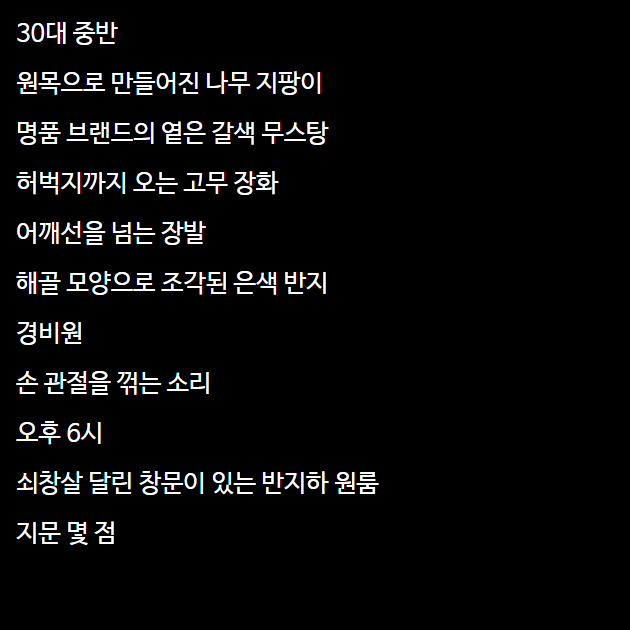 30대 중반
원목으로 만들어진 나무 지팡이
명품 브랜드의 옅은 갈색 무스탕
허벅지까지 오는 고무 장화
어깨선을 넘는 장발
해골 모양으로 조각된 은색 반지
경비원
손 관절을 꺾는 소리
오후 6시
쇠창살 달린 창문이 있는 반지하 원룸
지문 몇 점